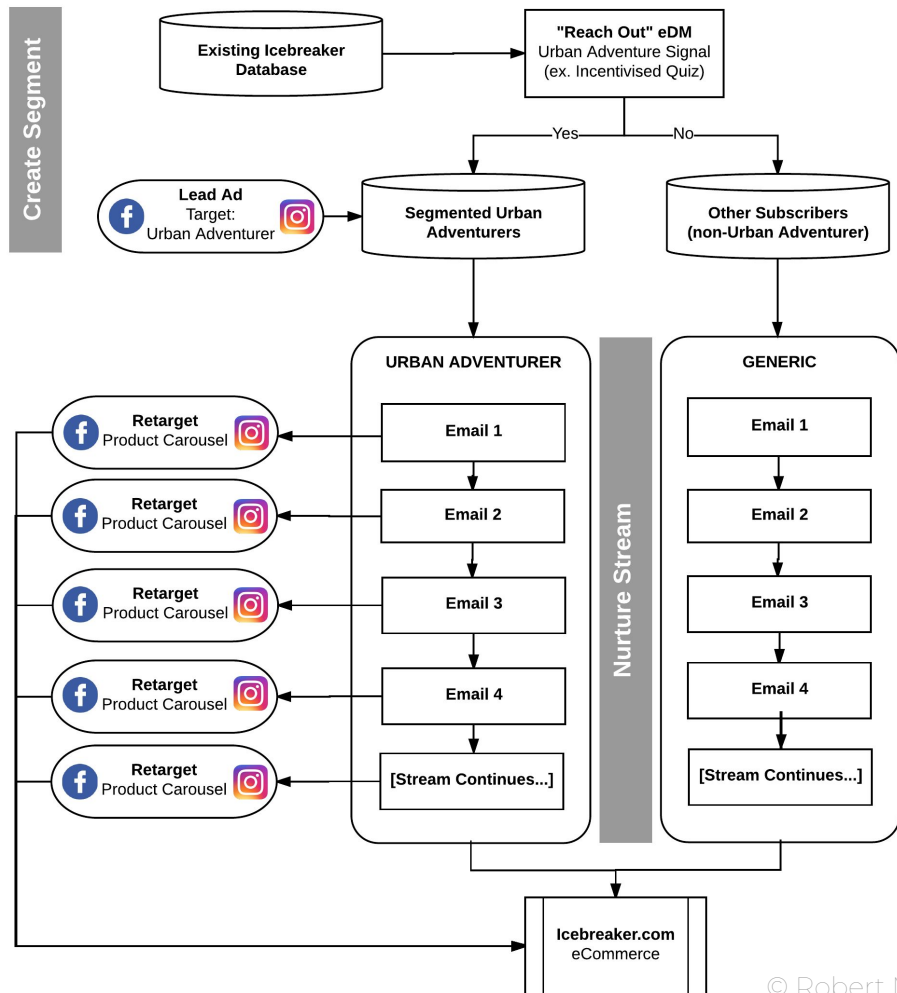 Create Segment
Existing Icebreaker
Database
"Reach Out" eDM
Urban Adventure Signal
(ex. Incentivised Quiz)
Yes
No
Lead Ad
Target:
Urban Adventurer
Segmented Urban
Adventurers
Other Subscribers
(non-Urban Adventurer)
URBAN ADVENTURER
GENERIC
Retarget
Product Carousel
Email 1
Email 1
Retarget
Product Carousel
Email 2
Email 2
Nurture Stream
Retarget
Product Carousel
Email 3
Email 3
Retarget
Product Carousel
Email 4
Email 4
Retarget
Product Carousel
[Stream Continues...]
[Stream Continues...]
Icebreaker.com
eCommerce
© Robert